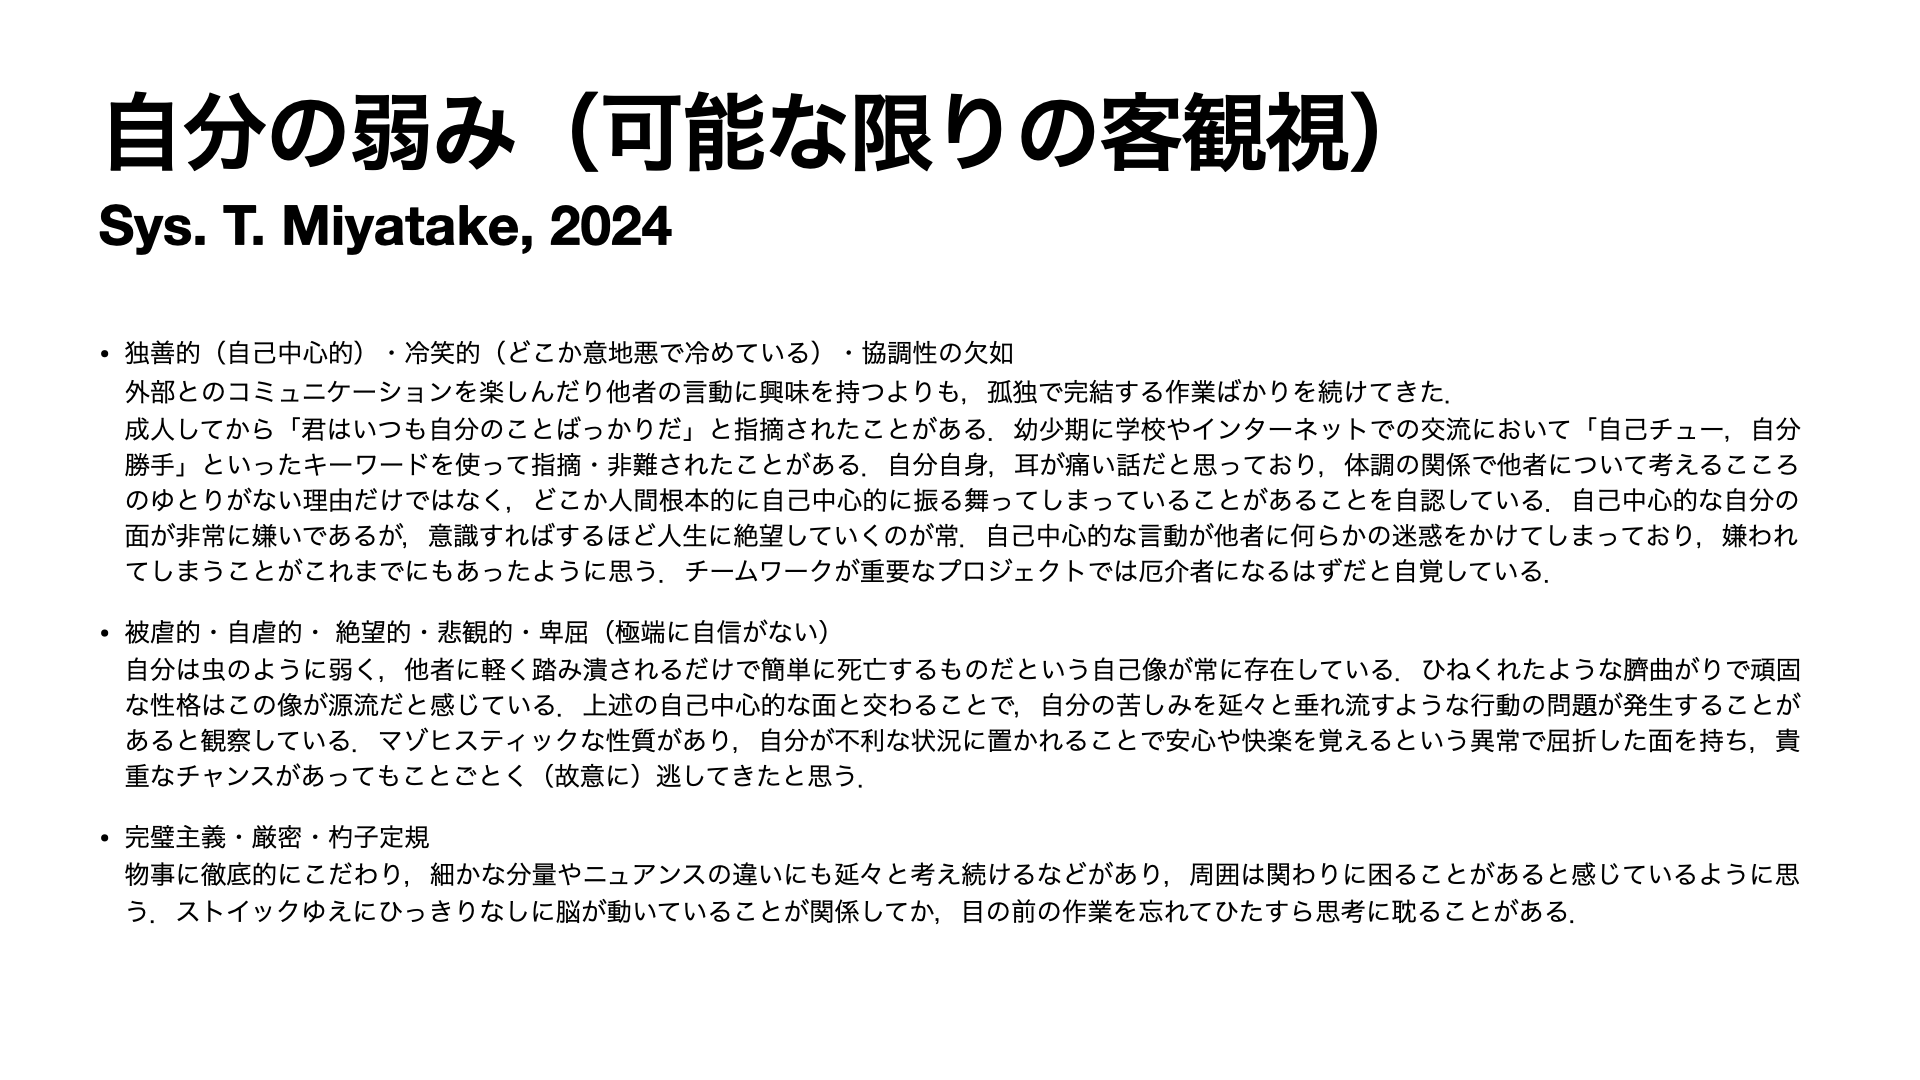 自分の弱み（可能な限りの客観視）
Sys. T. Miyatake, 2024
• 独善的（自己中心的）・冷笑的（どこか意地悪で冷めている）・協調性の欠如
外部とのコミュニケーションを楽しんだり他者の言動に興味を持つよりも，孤独で完結する作業ばかりを続けてきた．
成人してから「君はいつも自分のことばっかりだ」と指摘されたことがある．幼少期に学校やインターネットでの交流において「自己チュー，自分
勝手」といったキーワードを使って指摘・非難されたことがある．自分自身，耳が痛い話だと思っており，体調の関係で他者について考えるこころ
のゆとりがない理由だけではなく，どこか人間根本的に自己中心的に振る舞ってしまっていることがあることを自認している．自己中心的な自分の
面が非常に嫌いであるが，意識すればするほど人生に絶望していくのが常．自己中心的な言動が他者に何らかの迷惑をかけてしまっており，嫌われ
てしまうことがこれまでにもあったように思う．チームワークが重要なプロジェクトでは厄介者になるはずだと自覚している．
• 被虐的・自虐的・ 絶望的・悲観的・卑屈（極端に自信がない）
自分は虫のように弱く，他者に軽く踏み潰されるだけで簡単に死亡するものだという自己像が常に存在している．ひねくれたような臍曲がりで頑固
な性格はこの像が源流だと感じている．上述の自己中心的な面と交わることで，自分の苦しみを延々と垂れ流すような行動の問題が発生することが
あると観察している．マゾヒスティックな性質があり，自分が不利な状況に置かれることで安心や快楽を覚えるという異常で屈折した面を持ち，貴
重なチャンスがあってもことごとく（故意に）逃してきたと思う．
• 完璧主義・厳密・杓子定規
物事に徹底的にこだわり，細かな分量やニュアンスの違いにも延々と考え続けるなどがあり，周囲は関わりに困ることがあると感じているように思
う．ストイックゆえにひっきりなしに脳が動いていることが関係してか，目の前の作業を忘れてひたすら思考に耽ることがある．